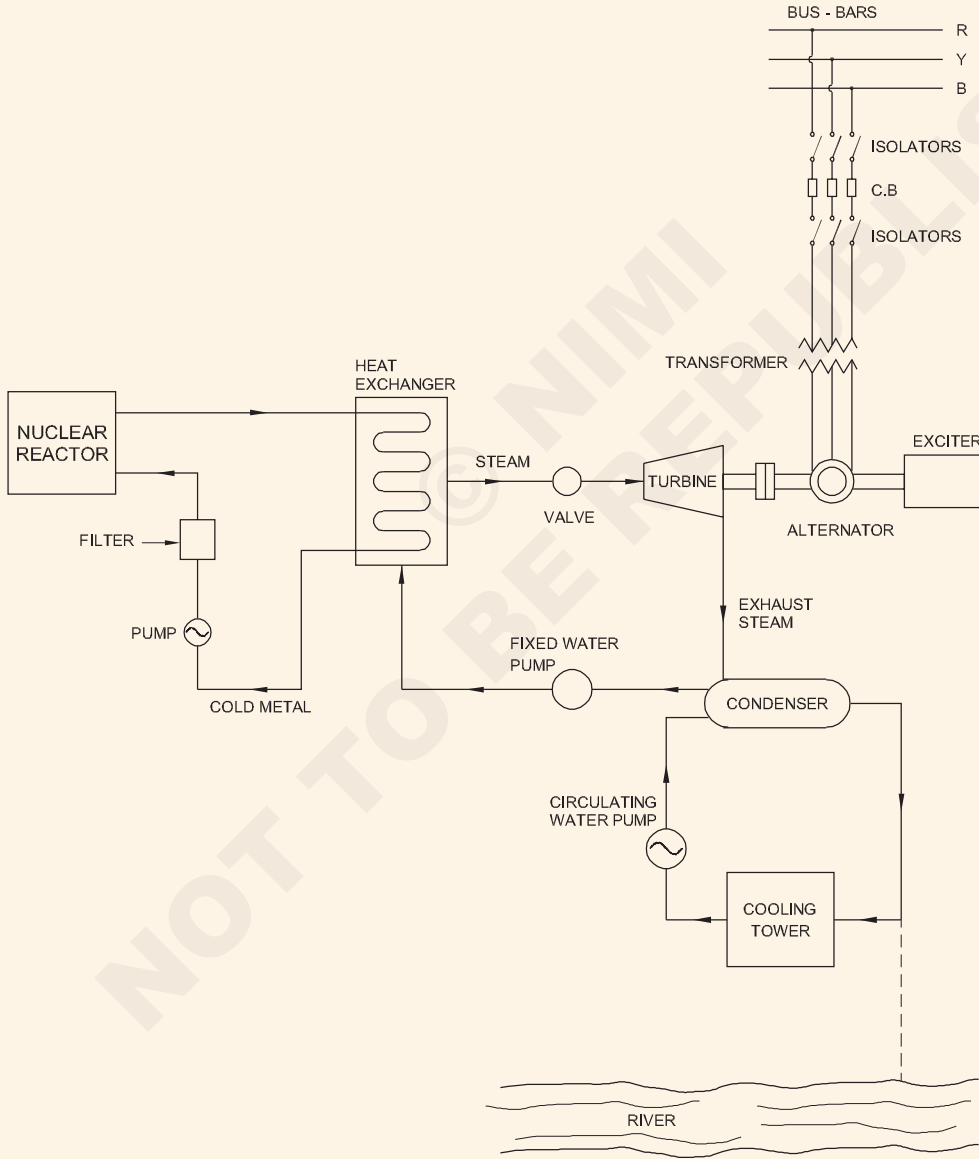 BUS - BARS
R
Y
B
ISOLATORS
C.B
ISOLATORS
TRANSFORMER
HEAT
EXCHANGER
NUCLEAR
REACTOR
STEAM
VALVE
TURBINE
EXCITER
ALTERNATOR
FILTER
PUMP
COLD METAL
EXHAUST
STEAM
FIXED WATER
PUMP
CONDENSER
CIRCULATING
WATER PUMP
COOLING
TOWER
RIVER
© NIMI
NOT TO BE REPUBLIS